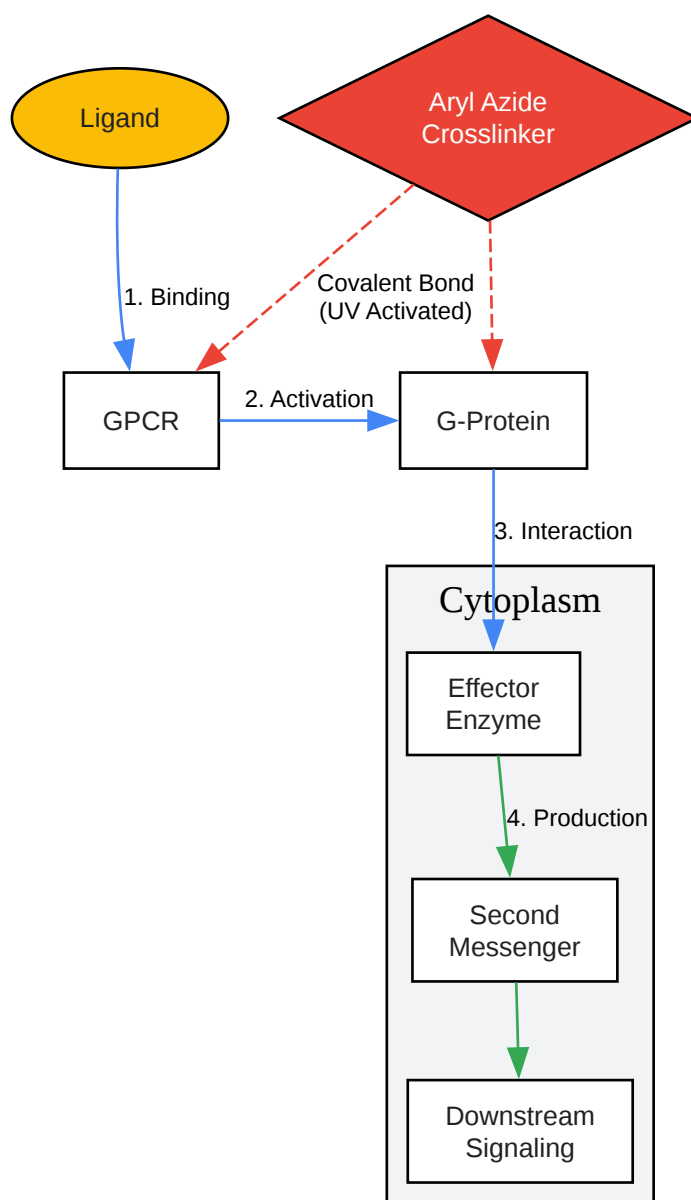 Ligand
Aryl Azide
Crosslinker
1. Binding
Covalent Bond
(UV Activated)
GPCR
2. Activation
G-Protein
3. Interaction
Cytoplasm
Effector
Enzyme
4. Production
Second
Messenger
Downstream
Signaling